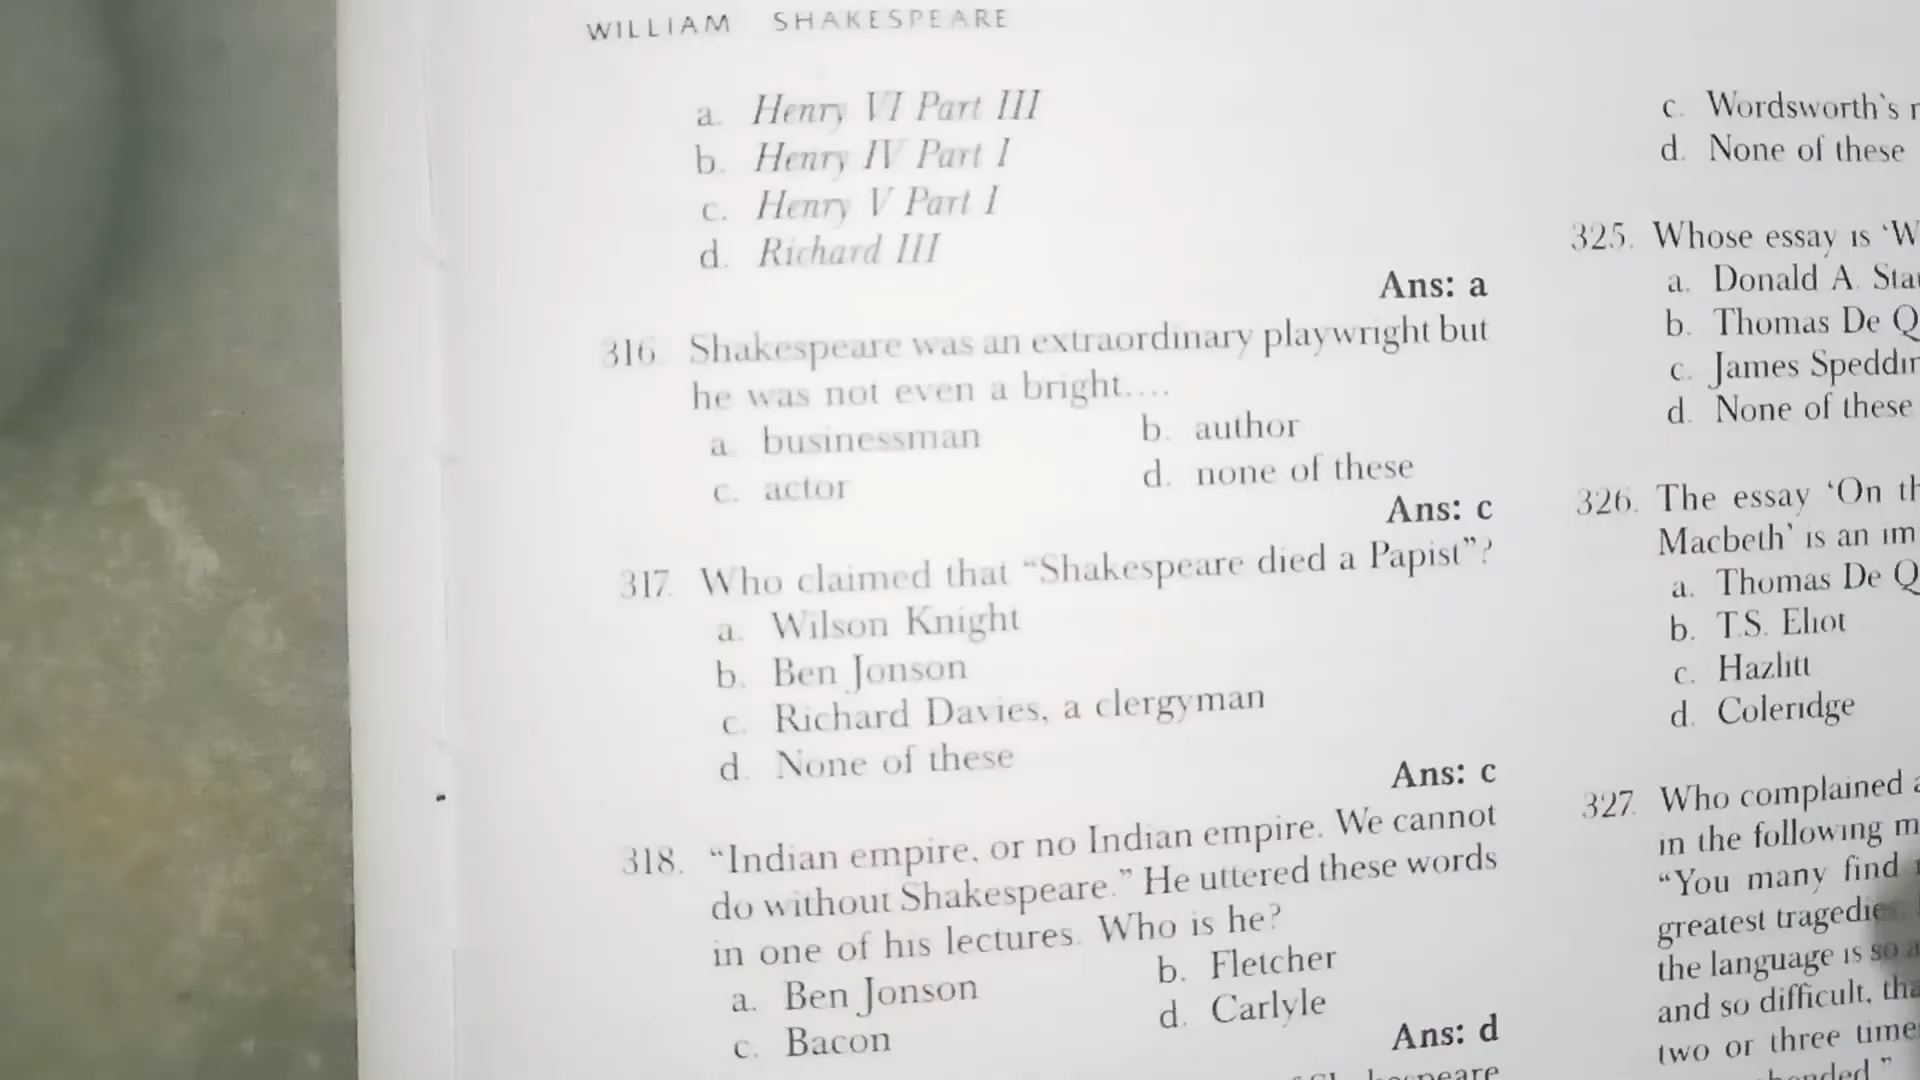 WILLIAM SHAKESPEARE
a. Henry VI Part III
b. Henry IV Part I
c. Henry V Part I
d. Richard III
Ans: a
316. Shakespeare was an extraordinary playwright but
he was not even a bright....
a. businessman b. author
c. actor d. none of these
Ans: c
317. Who claimed that “Shakespeare died a Papist”?
a. Wilson Knight
b. Ben Jonson
c. Richard Davies, a clergyman
d. None of these
Ans: c
318. “Indian empire, or no Indian empire. We cannot
do without Shakespeare.” He uttered these words
in one of his lectures. Who is he?
a. Ben Jonson b. Fletcher
c. Bacon d. Carlyle
Ans: d
c. Wordsworth's
d. None of these
325. Whose essay is ‘W
a. Donald A.
b. Thomas De Q
c. James
d. None of these
326. The essay ‘On
Macbeth’ is an
a. Thomas De Q
b. T.S. Eliot
c. Hazlitt
d. Coleridge
327. Who complained
in the following
“You many find
greatest
the language is so
and so difficult,
two or three